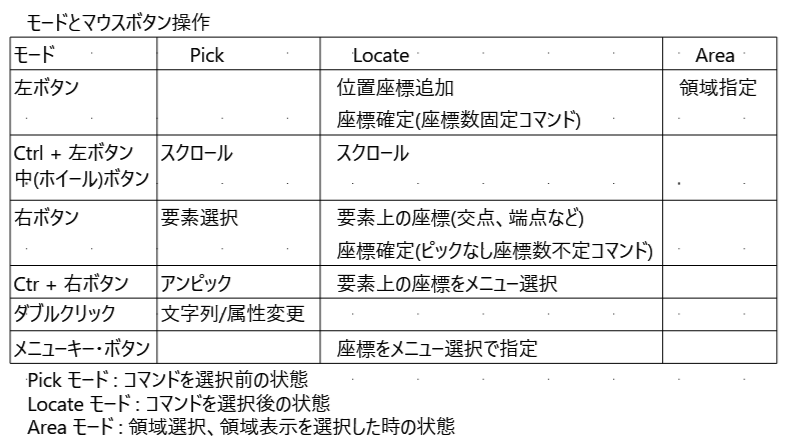 モードとマウスボタン操作
モード Pick Locate Area
左ボタン 位置座標追加 領域指定
座標確定(座標数固定コマンド)
Ctrl + 左ボタン スクロール スクロール
中(ホイール)ボタン
右ボタン 要素選択 要素上の座標(交点、端点など)
座標確定(ピックなし座標数不定コマンド)
Ctr + 右ボタン アンピック 要素上の座標をメニュー選択
ダブルクリック 文字列/属性変更
メニューキー・ボタン 座標をメニュー選択で指定
Pick モード : コマンドを選択前の状態
Locate モード : コマンドを選択後の状態
Area モード : 領域選択、領域表示を選択した時の状態